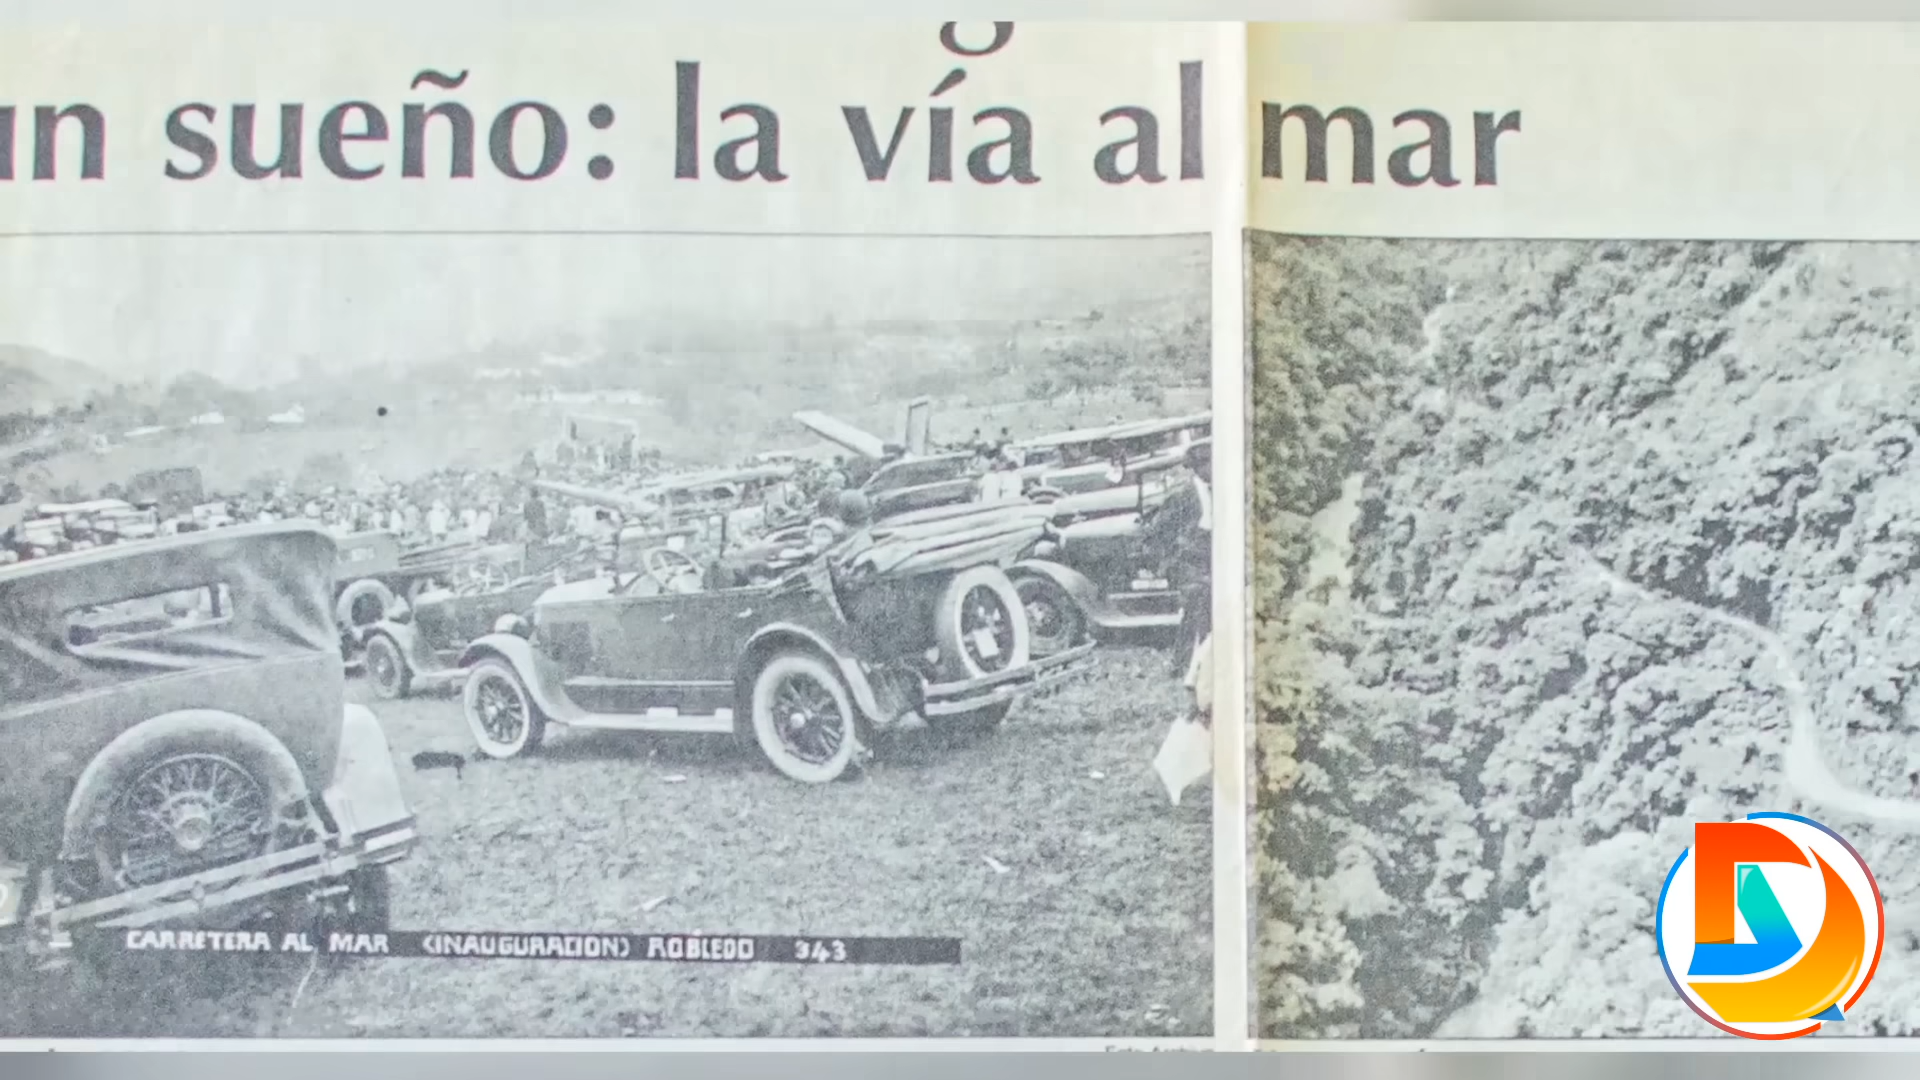 un sueño: la vía al mar
CARRETERA AL MAR (INAUGURACION) ROBLEDO 343